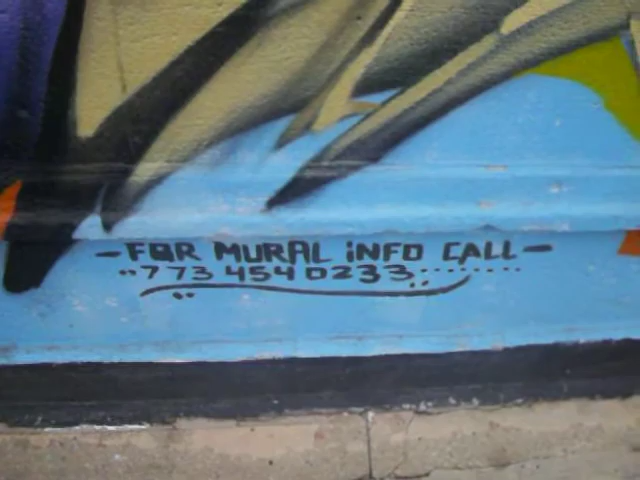 -FOR MURAL iNFO CALL-
"773 454 0233:........